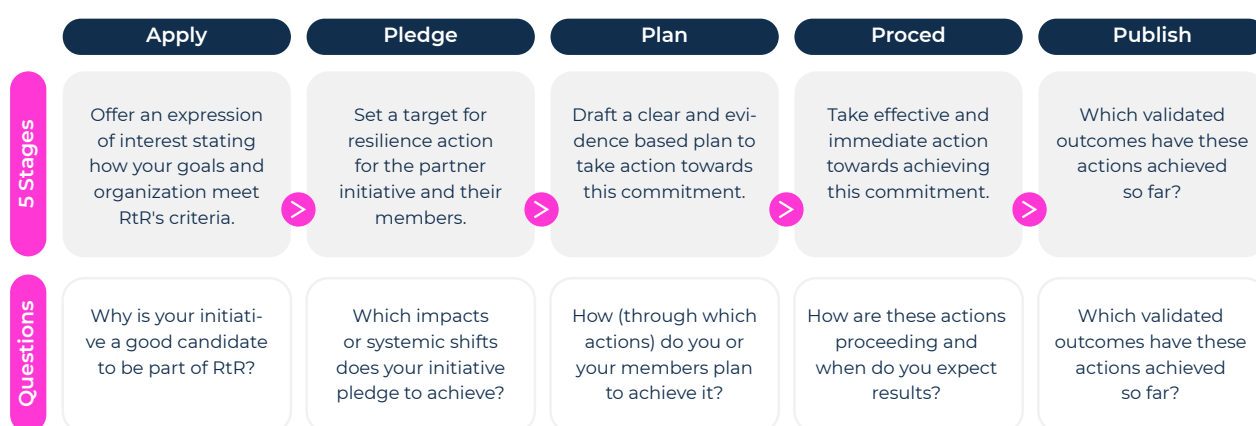 Apply
Pledge
Plan
Proced
Publish
5 Stages
Offer an expression
of interest stating
how your goals and
organization meet
RtR's criteria.
>
Set a target for
resilience action
for the partner
initiative and their
members.
>
Draft a clear and evi-
dence based plan to
take action towards
this commitment.
>
Take effective and
immediate action
towards achieving
this commitment.
>
Which validated
outcomes have these
actions achieved
so far?
Questions
Why is your initiati-
ve a good candidate
to be part of RtR?
Which impacts
or systemic shifts
does your initiative
pledge to achieve?
How (through which
actions) do you or
your members plan
to achieve it?
How are these actions
proceeding and
when do you expect
results?
Which validated
outcomes have these
actions achieved
so far?